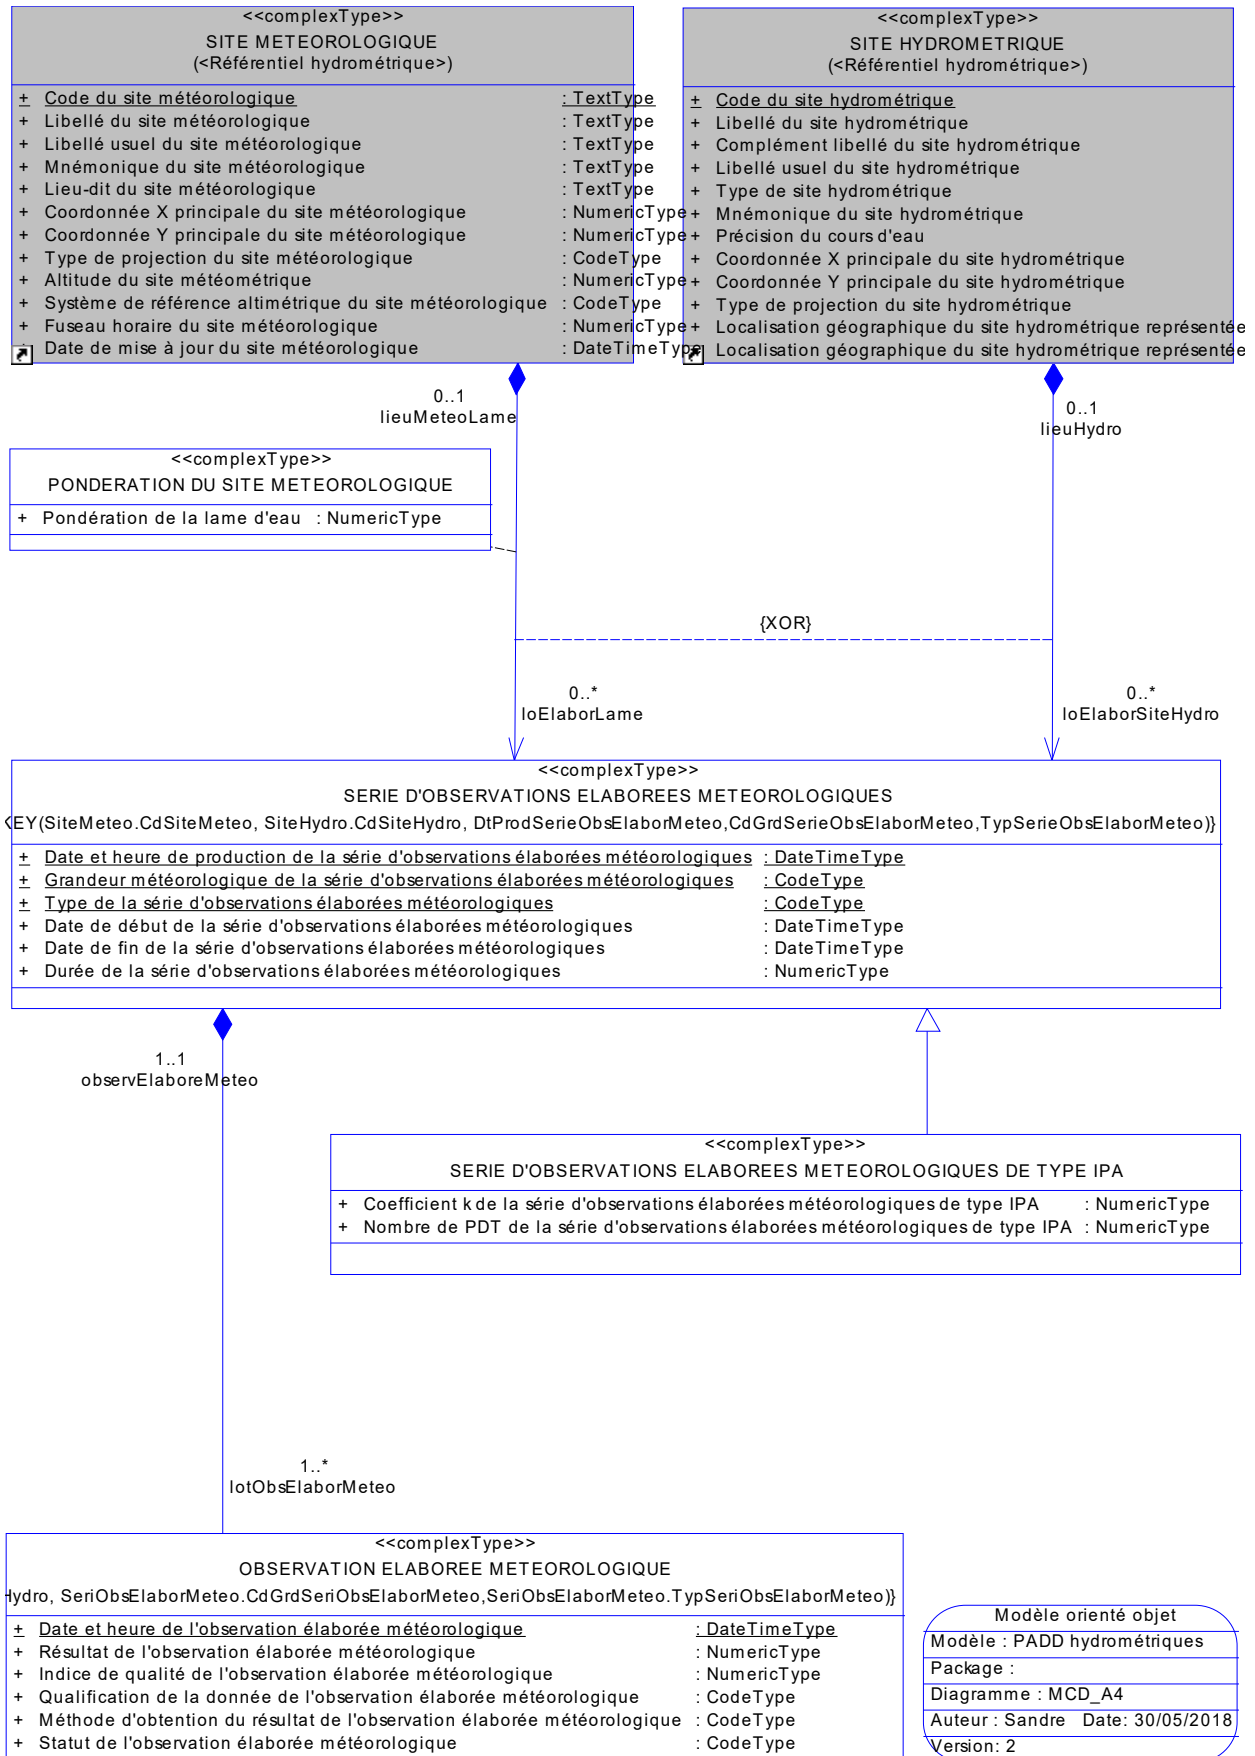 <<complexType>>
SITE METEOROLOGIQUE
(<Référentiel hydrométrique>)
+ Code du site météorologique : TextType
+ Libellé du site météorologique : TextType
+ Libellé usuel du site météorologique : TextType
+ Mnémonique du site météorologique : TextType
+ Lieu-dit du site météorologique : TextType
+ Coordonnée X principale du site météorologique : NumericType
+ Coordonnée Y principale du site météorologique : NumericType
+ Type de projection du site météorologique : CodeType
+ Altitude du site météométrique : NumericType
+ Système de référence altimétrique du site météorologique : CodeType
+ Fuseau horaire du site météorologique : NumericType
Date de mise à jour du site météorologique : DateTimeType
<<complexType>>
SITE HYDROMETRIQUE
(<Référentiel hydrométrique>)
+ Code du site hydrométrique
+ Libellé du site hydrométrique
+ Complément libellé du site hydrométrique
+ Libellé usuel du site hydrométrique
+ Type de site hydrométrique
+ Mnémonique du site hydrométrique
+ Précision du cours d'eau
+ Coordonnée X principale du site hydrométrique
+ Coordonnée Y principale du site hydrométrique
+ Type de projection du site hydrométrique
+ Localisation géographique du site hydrométrique représentée
Localisation géographique du site hydrométrique représentée
0..1
lieuMeteoLame
0..1
lieuHydro
<<complexType>>
PONDERATION DU SITE METEOROLOGIQUE
+ Pondération de la lame d'eau : NumericType
{XOR}
0..*
loElaborLame
0..*
loElaborSiteHydro
<<complexType>>
SERIE D'OBSERVATIONS ELABOREES METEOROLOGIQUES
KEY(SiteMeteo.CdSiteMeteo, SiteHydro.CdSiteHydro, DtProdSerieObsElaborMeteo,CdGrdSerieObsElaborMeteo,TypSerieObsElaborMeteo)}
+ Date et heure de production de la série d'observations élaborées météorologiques : DateTimeType
+ Grandeur météorologique de la série d'observations élaborées météorologiques : CodeType
+ Type de la série d'observations élaborées météorologiques : CodeType
+ Date de début de la série d'observations élaborées météorologiques : DateTimeType
+ Date de fin de la série d'observations élaborées météorologiques : DateTimeType
+ Durée de la série d'observations élaborées météorologiques : NumericType
1..1
observElaboreMeteo
<<complexType>>
SERIE D'OBSERVATIONS ELABOREES METEOROLOGIQUES DE TYPE IPA
+ Coefficient k de la série d'observations élaborées météorologiques de type IPA : NumericType
+ Nombre de PDT de la série d'observations élaborées météorologiques de type IPA : NumericType
1..*
lotObsElaborMeteo
<<complexType>>
OBSERVATION ELABOREE METEOROLOGIQUE
Hydro, SeriObsElaborMeteo.CdGrdSeriObsElaborMeteo,SeriObsElaborMeteo.TypSeriObsElaborMeteo)}
+ Date et heure de l'observation élaborée météorologique : DateTimeType
+ Résultat de l'observation élaborée météorologique : NumericType
+ Indice de qualité de l'observation élaborée météorologique : NumericType
+ Qualification de la donnée de l'observation élaborée météorologique : CodeType
+ Méthode d'obtention du résultat de l'observation élaborée météorologique : CodeType
+ Statut de l'observation élaborée météorologique : CodeType
Modèle orienté objet
Modèle : PADD hydrométriques
Package :
Diagramme : MCD_A4
Auteur : Sandre Date: 30/05/2018
Version: 2